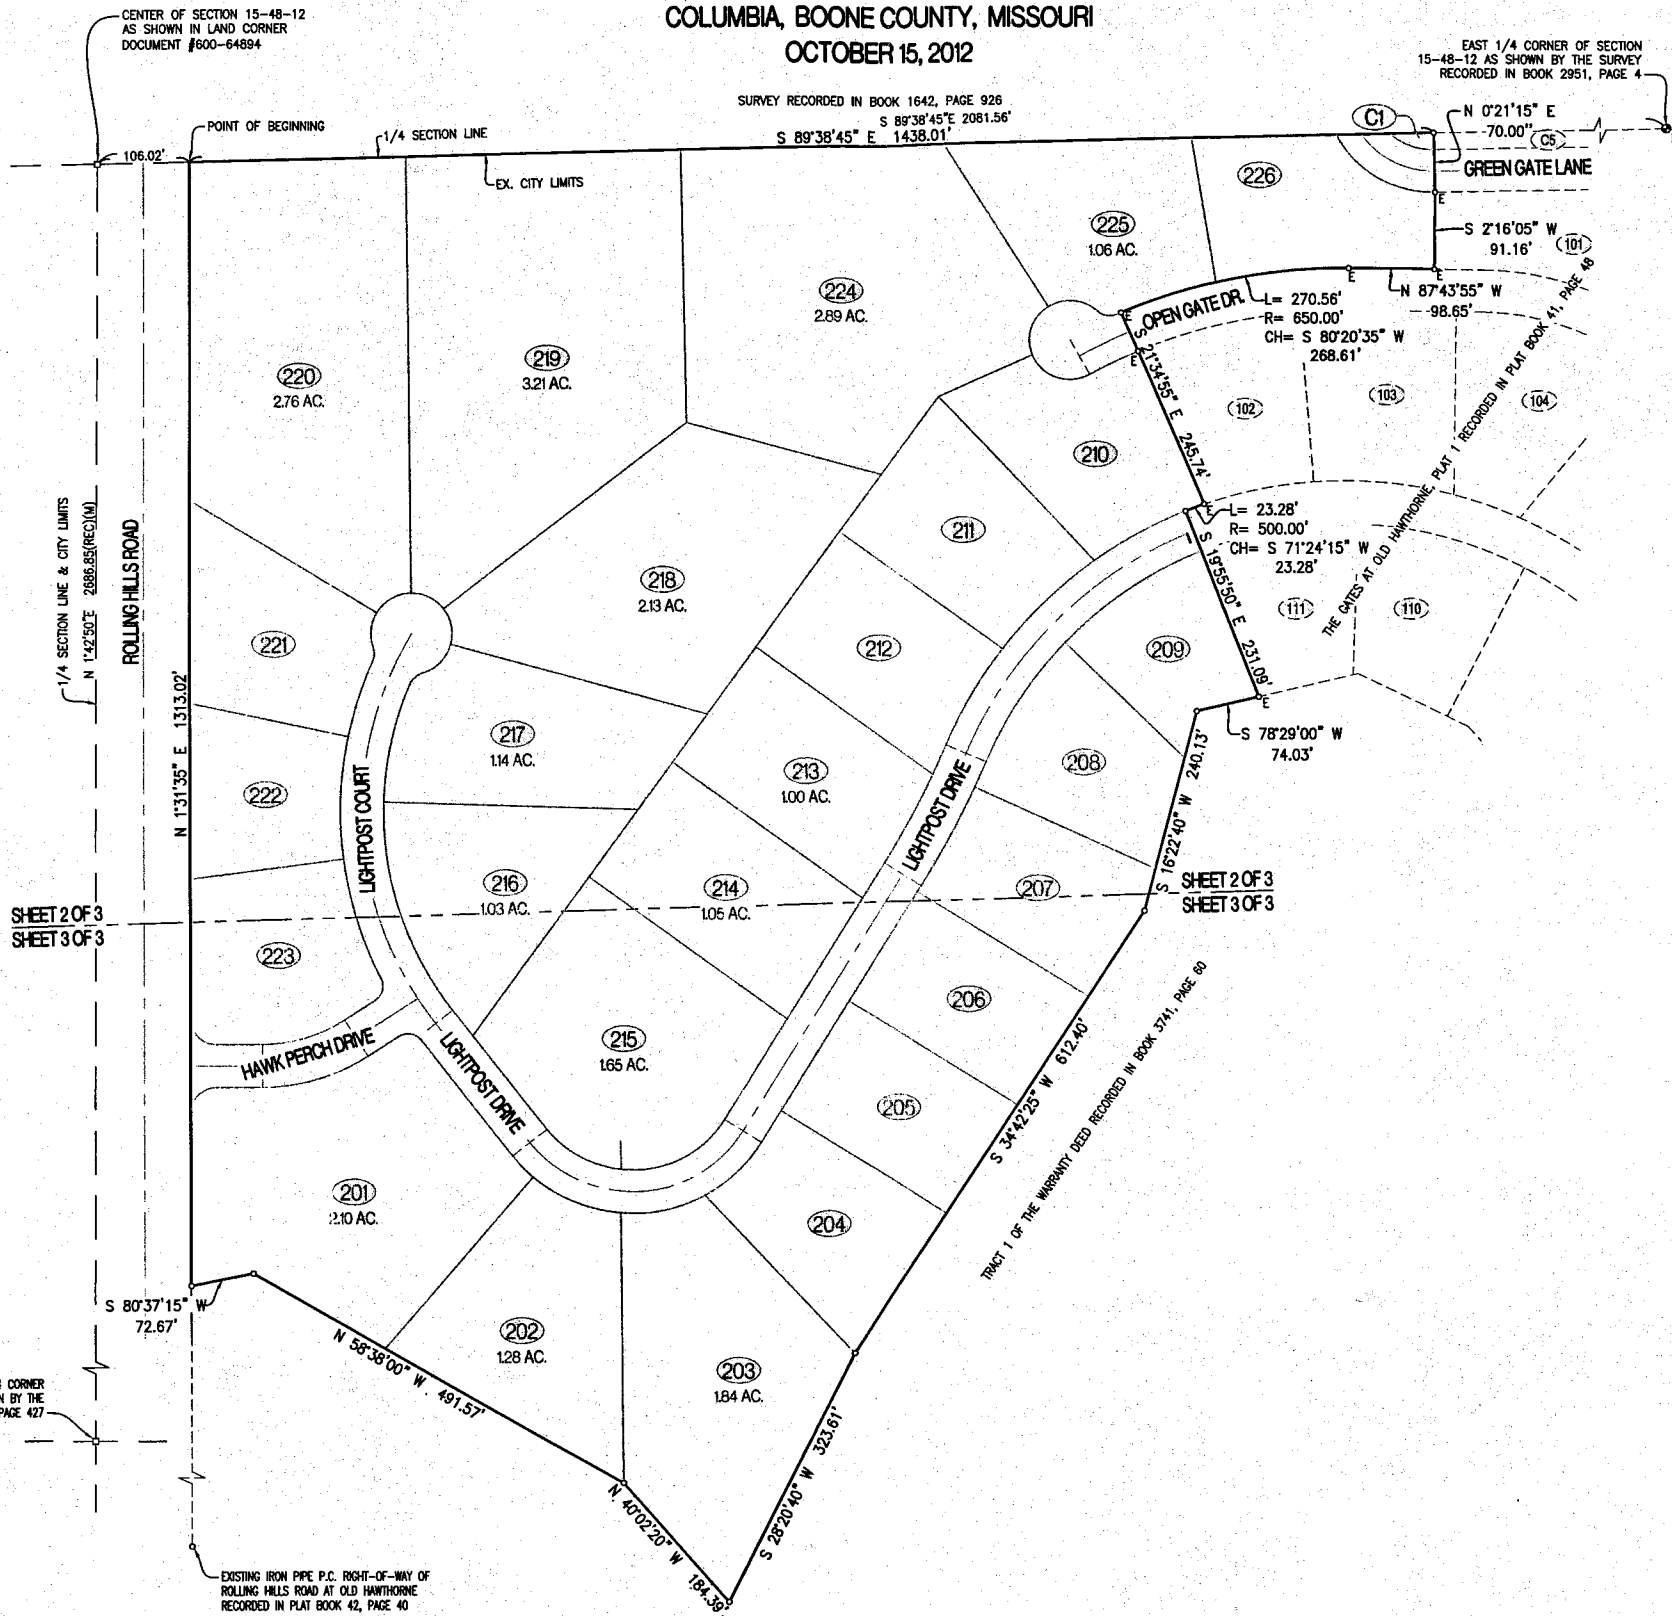 COLUMBIA, BOONE COUNTY, MISSOURI
OCTOBER 15, 2012
CENTER OF SECTION 15-48-12
AS SHOWN IN LAND CORNER
DOCUMENT #600-64894
EAST 1/4 CORNER OF SECTION
15-48-12 AS SHOWN BY THE SURVEY
RECORDED IN BOOK 2951, PAGE 4
SURVEY RECORDED IN BOOK 1642, PAGE 926
S 89°38'45"E 2081.56'
S 89°38'45" E 1438.01'
POINT OF BEGINNING
1/4 SECTION LINE
106.02'
EX. CITY LIMITS
C1
N 0°21'15" E
70.00'
C5
GREEN GATE LANE
S 2°16'05" W
91.16'
101
226
225
1.06 AC.
N 87°43'55" W
98.65'
OPEN GATE DR.
L= 270.56'
R= 650.00'
CH= S 80°20'35" W
268.61'
224
2.89 AC.
219
3.21 AC.
220
2.76 AC.
S 21°34'55" E 245.74'
102
103
104
THE GATES AT OLD HAWTHORNE, PLAT 1 RECORDED IN PLAT BOOK 41, PAGE 48
210
211
L= 23.28'
R= 500.00'
CH= S 71°24'15" W
23.28'
S 19°55'50" E 231.09'
111
110
1/4 SECTION LINE & CITY LIMITS
N 1°42'50"E 2686.85(REC)(M)
ROLLING HILLS ROAD
N 1°31'35" E 1313.02'
218
2.13 AC.
221
212
209
217
1.14 AC.
S 78°29'00" W
74.03'
222
213
1.00 AC.
208
S 16°22'40" W 240.13'
LIGHTPOST COURT
LIGHTPOST DRIVE
216
1.03 AC.
214
1.05 AC.
207
SHEET 2 OF 3
SHEET 3 OF 3
SHEET 2 OF 3
SHEET 3 OF 3
223
206
215
1.65 AC.
HAWK PERCH DRIVE
LIGHTPOST DRIVE
205
S 34°42'25" W 612.40'
TRACT 1 OF THE WARRANTY DEED RECORDED IN BOOK 3741, PAGE 60
201
2.10 AC.
204
S 80°37'15" W
72.67'
202
1.28 AC.
203
1.84 AC.
N 58°38'00" W 491.57'
CORNER
N BY THE
PAGE 427
S 28°20'40" W 323.61'
N 40°02'20" W 184.39'
EXISTING IRON PIPE P.C. RIGHT-OF-WAY OF
ROLLING HILLS ROAD AT OLD HAWTHORNE
RECORDED IN PLAT BOOK 42, PAGE 40
E
E
E
E
E
E
E